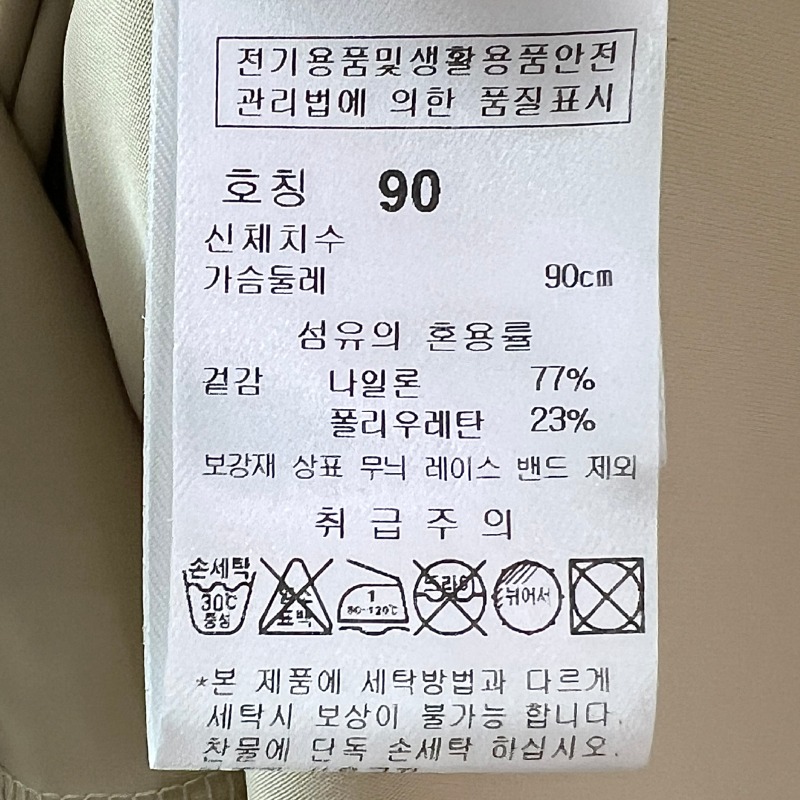 전기용품및생활용품안전
관리법에 의한 품질표시
호칭 90
신체치수
가슴둘레 90cm
섬유의 혼용률
겉감 나일론 77%
폴리우레탄 23%
보강재 상표 무늬 레이스 밴드 제외
취급주의
손세탁
30℃
중성
염소
표백
1
80~120℃
드라이
뉘어서
*본 제품에 세탁방법과 다르게
세탁시 보상이 불가능 합니다.
찬물에 단독 손세탁 하십시오.